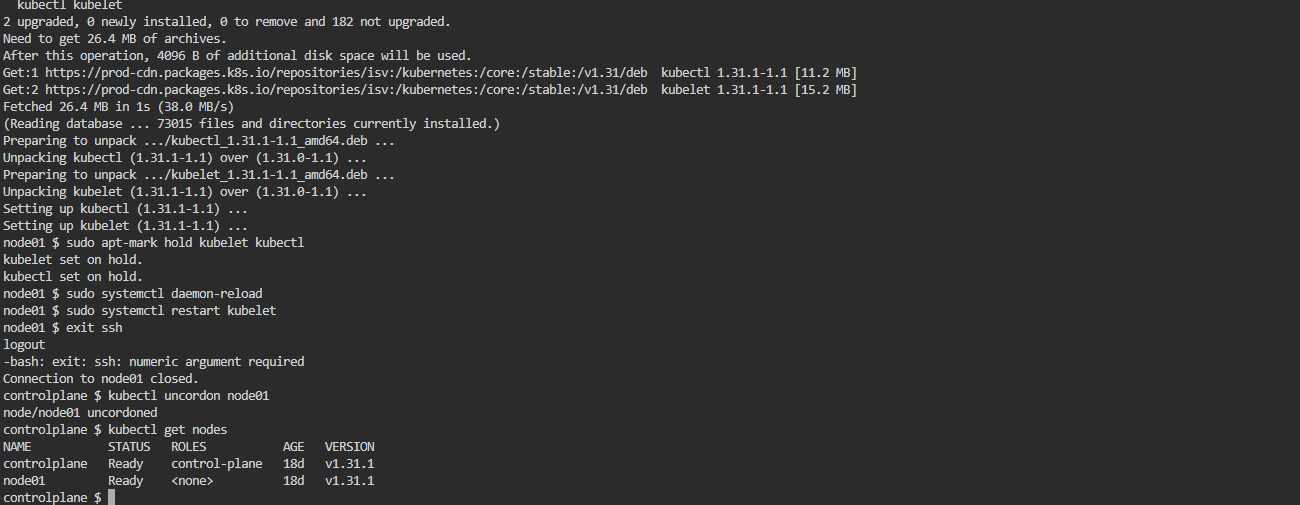 kubectl kubelet
2 upgraded, 0 newly installed, 0 to remove and 182 not upgraded.
Need to get 26.4 MB of archives.
After this operation, 4096 B of additional disk space will be used.
Get:1 https://prod-cdn.packages.k8s.io/repositories/isv:/kubernetes:/core:/stable:/v1.31/deb  kubectl 1.31.1-1.1 [11.2 MB]
Get:2 https://prod-cdn.packages.k8s.io/repositories/isv:/kubernetes:/core:/stable:/v1.31/deb  kubelet 1.31.1-1.1 [15.2 MB]
Fetched 26.4 MB in 1s (38.0 MB/s)
(Reading database ... 73015 files and directories currently installed.)
Preparing to unpack .../kubectl_1.31.1-1.1_amd64.deb ...
Unpacking kubectl (1.31.1-1.1) over (1.31.0-1.1) ...
Preparing to unpack .../kubelet_1.31.1-1.1_amd64.deb ...
Unpacking kubelet (1.31.1-1.1) over (1.31.0-1.1) ...
Setting up kubectl (1.31.1-1.1) ...
Setting up kubelet (1.31.1-1.1) ...
node01 $ sudo apt-mark hold kubelet kubectl
kubelet set on hold.
kubectl set on hold.
node01 $ sudo systemctl daemon-reload
node01 $ sudo systemctl restart kubelet
node01 $ exit ssh
logout
-bash: exit: ssh: numeric argument required
Connection to node01 closed.
controlplane $ kubectl uncordon node01
node/node01 uncordoned
controlplane $ kubectl get nodes
NAME           STATUS   ROLES           AGE   VERSION
controlplane   Ready    control-plane   18d   v1.31.1
node01         Ready    <none>          18d   v1.31.1
controlplane $